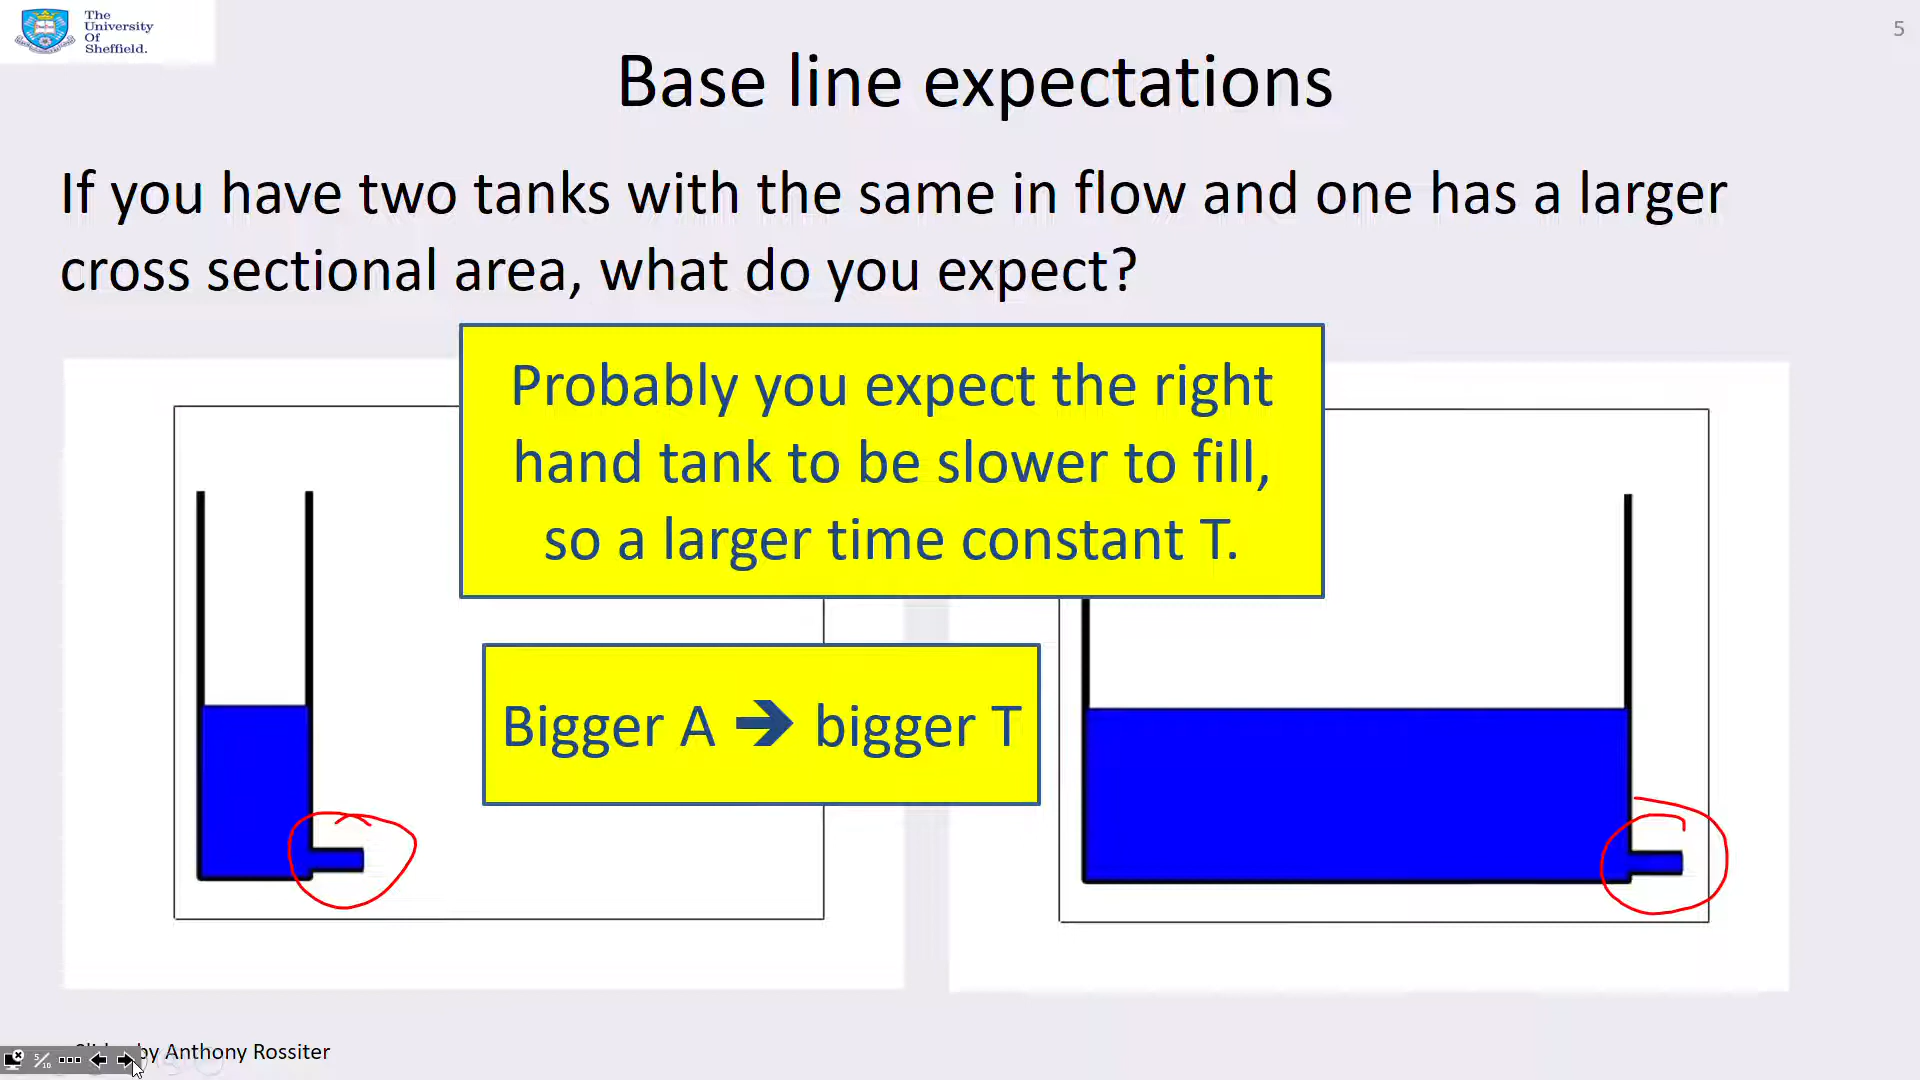 The
University
Of
Sheffield.
5
Base line expectations
If you have two tanks with the same in flow and one has a larger
cross sectional area, what do you expect?
Probably you expect the right
hand tank to be slower to fill,
so a larger time constant T.
Bigger A ➔ bigger T
by Anthony Rossiter
5/10